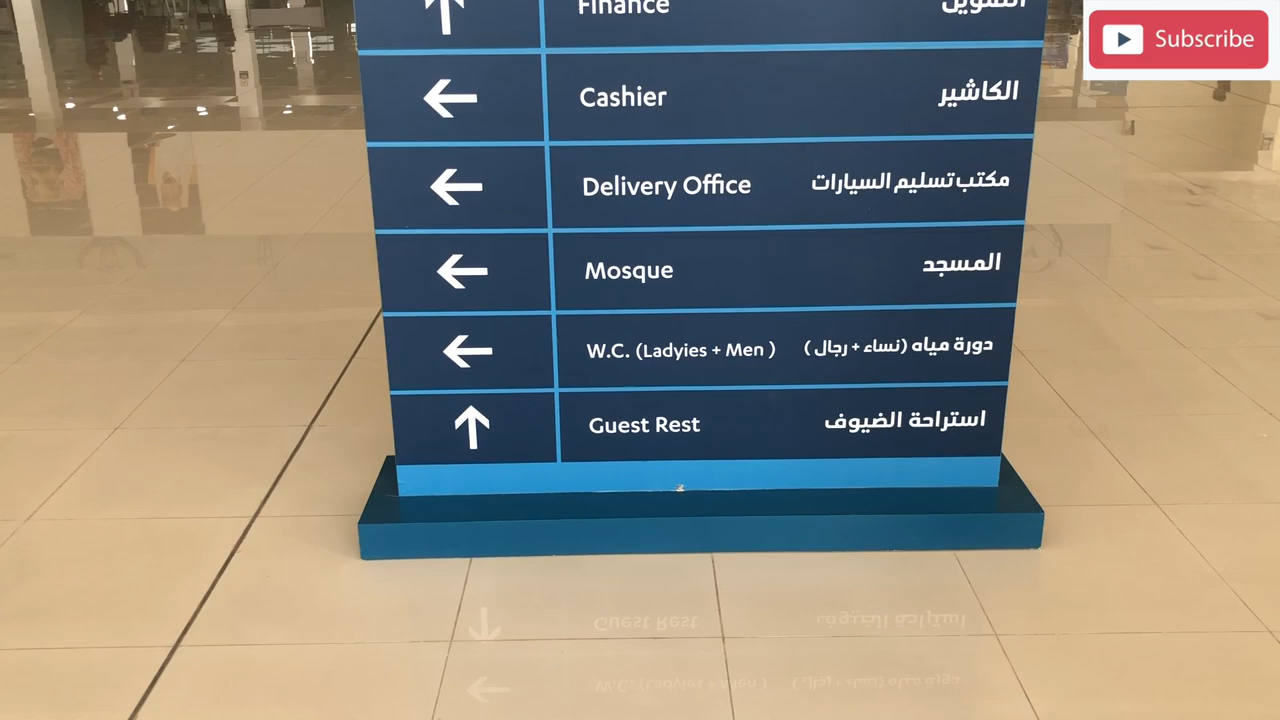 Finance التمويل
Subscribe
Cashier الكاشير
Delivery Office مكتب تسليم السيارات
Mosque المسجد
W.C. (Ladyies + Men ) دورة مياه (نساء + رجال )
Guest Rest استراحة الضيوف